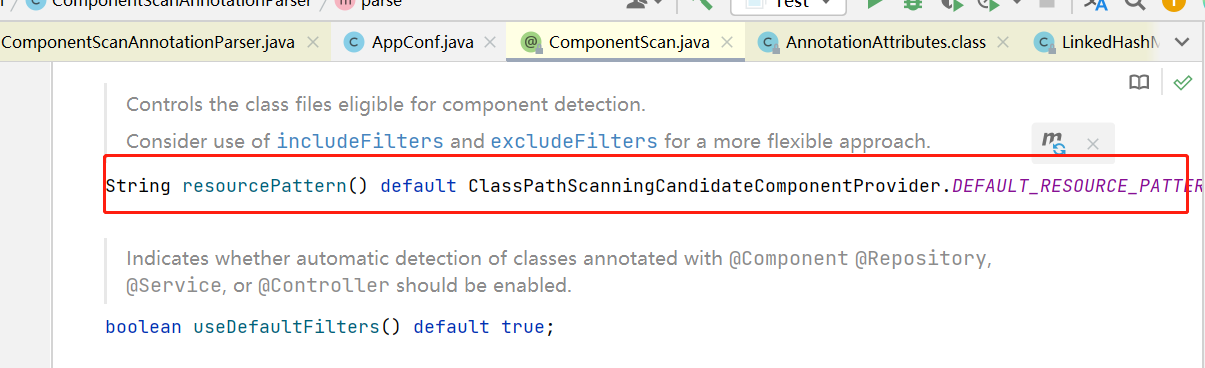 ComponentScanAnnotationParser parse
Test
ComponentScanAnnotationParser.java AppConf.java ComponentScan.java AnnotationAttributes.class
Controls the class files eligible for component detection.
Consider use of includeFilters and excludeFilters for a more flexible approach.
String resourcePattern() default ClassPathScanningCandidateComponentProvider.DEFAULT_RESOURCE_PATTER
Indicates whether automatic detection of classes annotated with @Component @Repository,
@Service, or @Controller should be enabled.
boolean useDefaultFilters() default true;